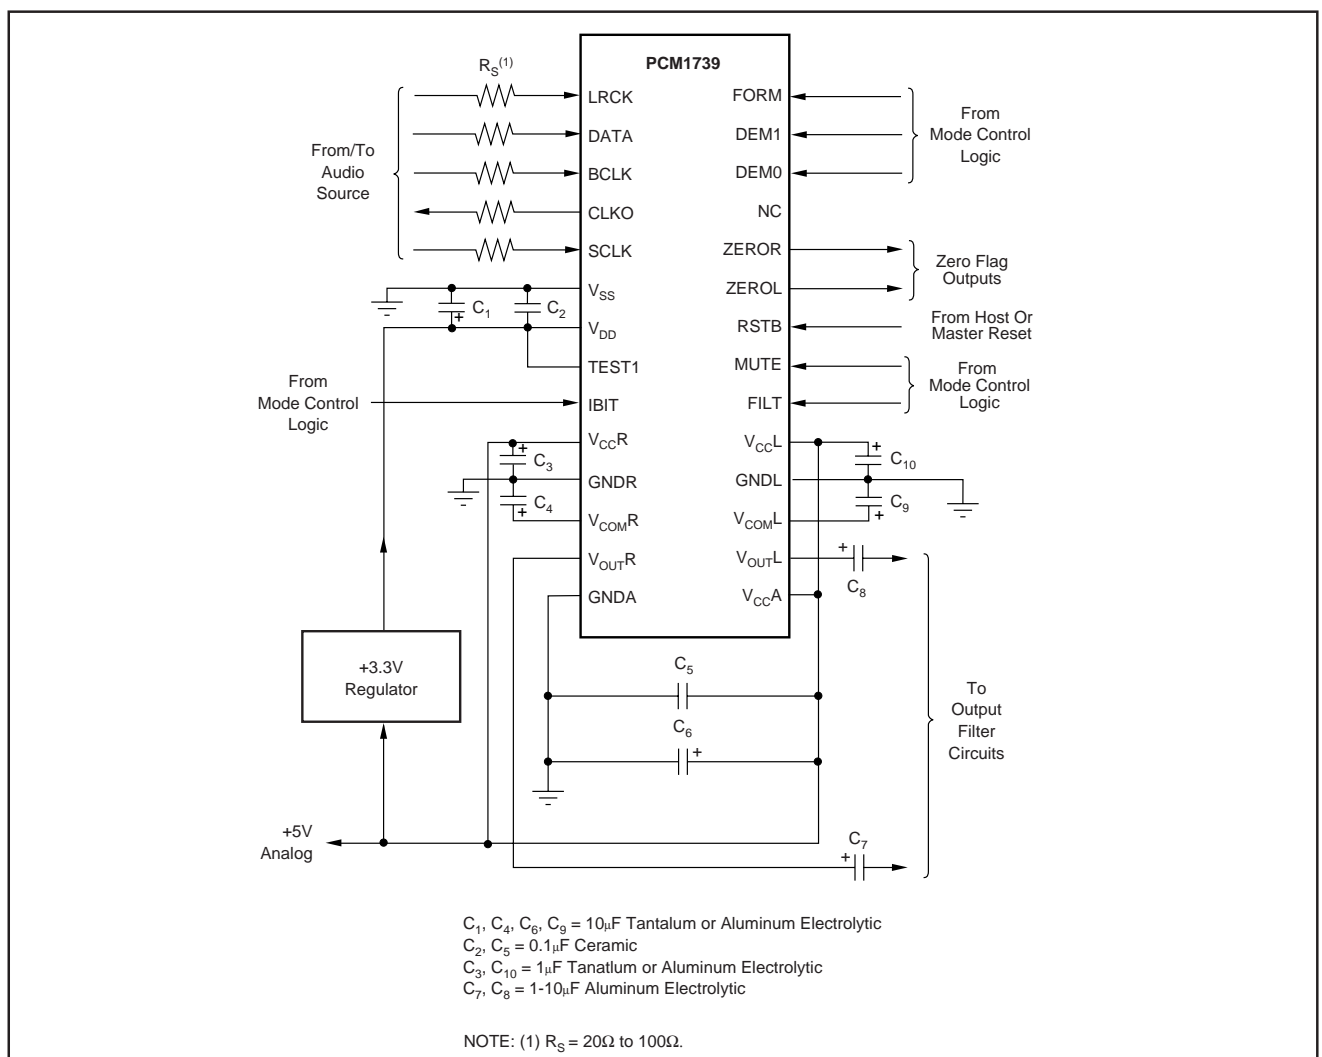 PCM1739
R_S(1)
LRCK
DATA
BCLK
CLKO
SCLK
V_SS
V_DD
TEST1
IBIT
V_CCR
GNDR
V_COMR
V_OUTR
GNDA
FORM
DEM1
DEM0
NC
ZEROR
ZEROL
RSTB
MUTE
FILT
V_CCL
GNDL
V_COML
V_OUTL
V_CCA
From/To
Audio
Source
C_1
+
C_2
From
Mode Control
Logic
+
C_3
C_4
+
+3.3V
Regulator
+5V
Analog
From
Mode Control
Logic
Zero Flag
Outputs
From Host Or
Master Reset
From
Mode Control
Logic
+
C_10
C_9
+
+
C_8
C_5
C_6
+
To
Output
Filter
Circuits
C_7
+
C_1, C_4, C_6, C_9 = 10μF Tantalum or Aluminum Electrolytic
C_2, C_5 = 0.1μF Ceramic
C_3, C_10 = 1μF Tanatlum or Aluminum Electrolytic
C_7, C_8 = 1-10μF Aluminum Electrolytic
NOTE: (1) R_S = 20Ω to 100Ω.